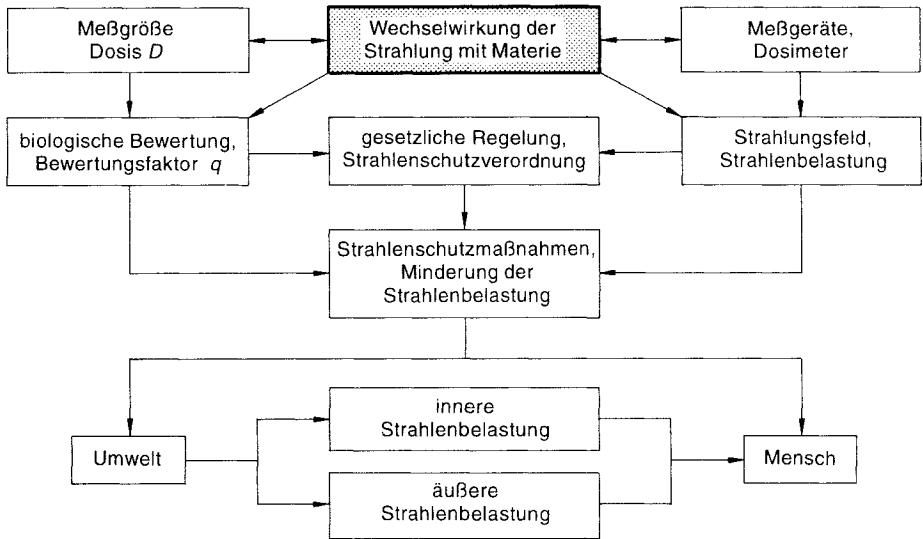 Meßgröße
Dosis D
Wechselwirkung der
Strahlung mit Materie
Meßgeräte,
Dosimeter
biologische Bewertung,
Bewertungsfaktor q
gesetzliche Regelung,
Strahlenschutzverordnung
Strahlungsfeld,
Strahlenbelastung
Strahlenschutzmaßnahmen,
Minderung der
Strahlenbelastung
Umwelt
innere
Strahlenbelastung
äußere
Strahlenbelastung
Mensch